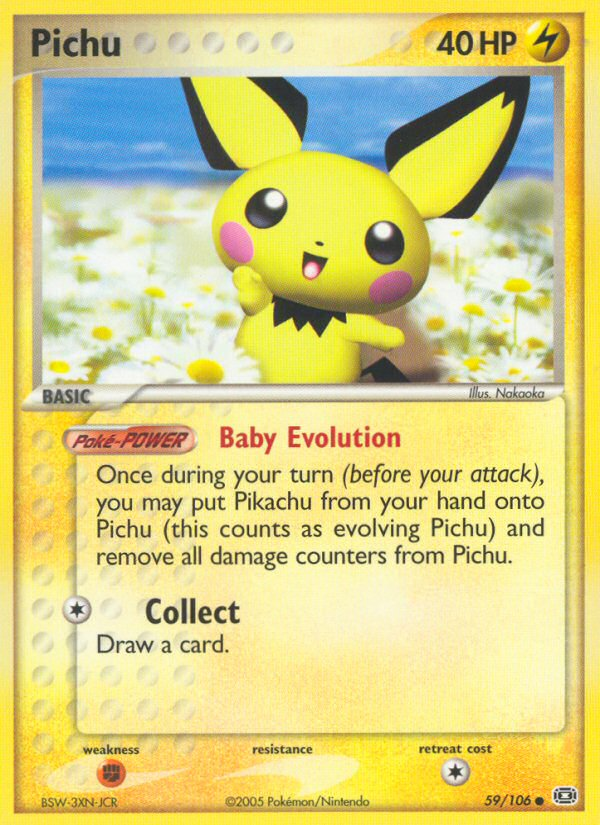 Pichu 40 HP
BASIC
Illus. Nakaoka
Poké-POWER Baby Evolution
Once during your turn (before your attack),
you may put Pikachu from your hand onto
Pichu (this counts as evolving Pichu) and
remove all damage counters from Pichu.
Collect
Draw a card.
weakness resistance retreat cost
BSW-3XN-JCR ©2005 Pokémon/Nintendo 59/106